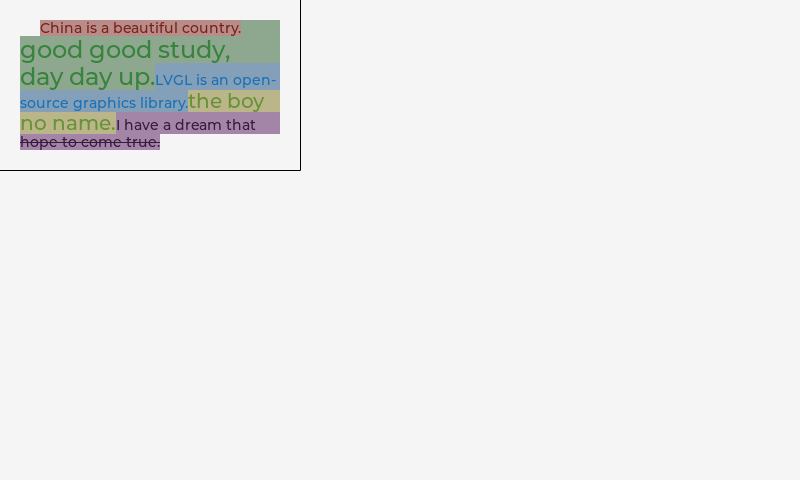 China is a beautiful country.
good good study,
day day up.LVGL is an open-
source graphics library.the boy
no name.I have a dream that
hope to come true.